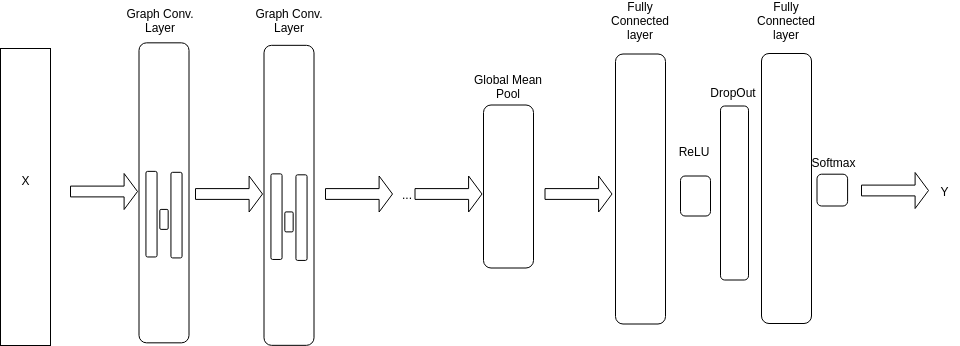 X
Graph Conv.
Layer
Graph Conv.
Layer
...
Global Mean
Pool
Fully
Connected
layer
ReLU
DropOut
Fully
Connected
layer
Softmax
Y